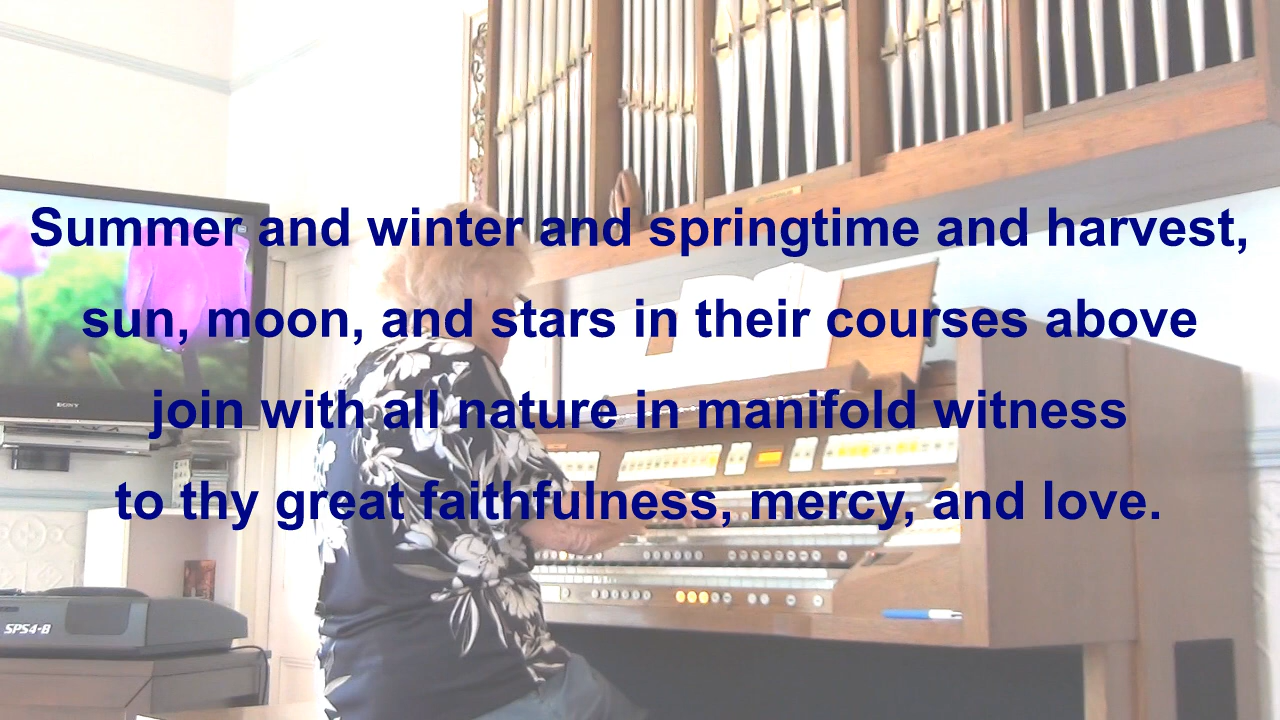 Summer and winter and springtime and harvest,
sun, moon, and stars in their courses above
join with all nature in manifold witness
to thy great faithfulness, mercy, and love.
SONY
SPS4-8